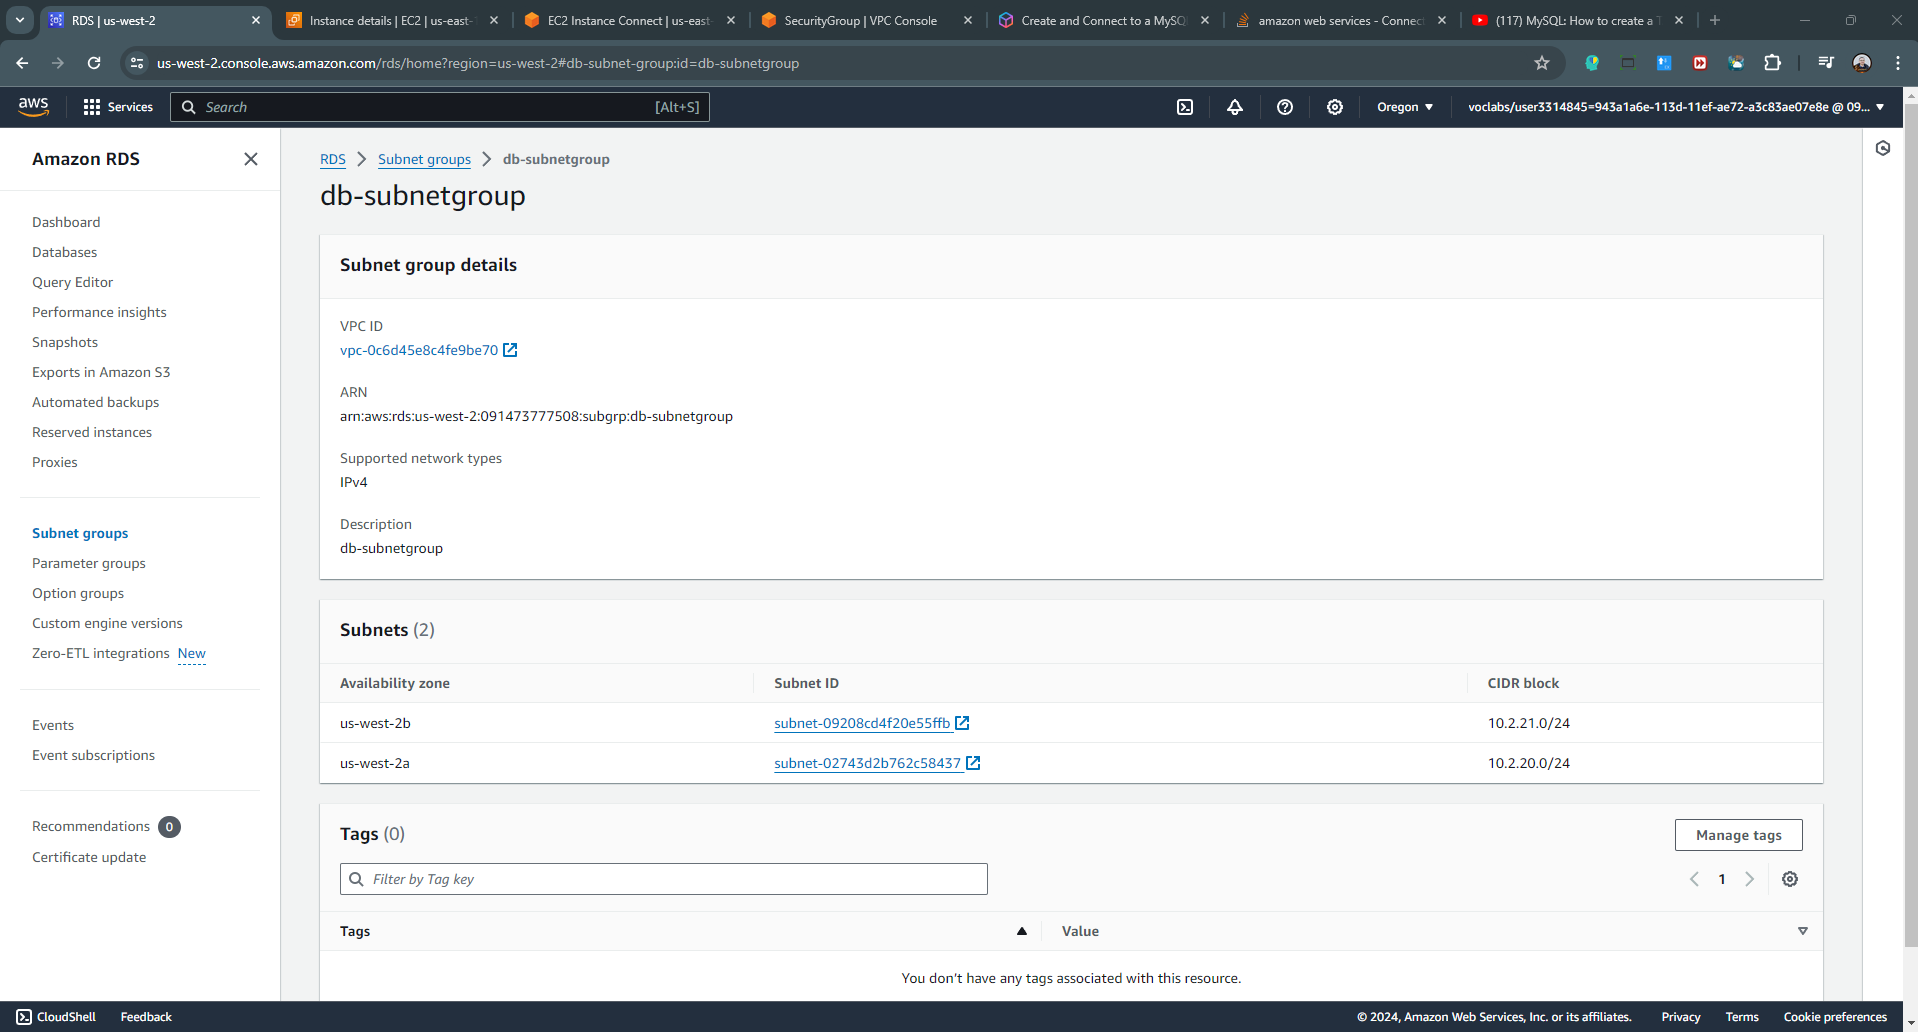 RDS | us-west-2
Instance details | EC2 | us-east-
EC2 Instance Connect | us-east-
SecurityGroup | VPC Console
Create and Connect to a MySQ
amazon web services - Connec
(117) MySQL: How to create a T
us-west-2.console.aws.amazon.com/rds/home?region=us-west-2#db-subnet-group:id=db-subnetgroup
aws
Services
Search
[Alt+S]
Oregon
voclabs/user3314845=943a1a6e-113d-11ef-ae72-a3c83ae07e8e @ 09...
Amazon RDS
Dashboard
Databases
Query Editor
Performance insights
Snapshots
Exports in Amazon S3
Automated backups
Reserved instances
Proxies
Subnet groups
Parameter groups
Option groups
Custom engine versions
Zero-ETL integrations New
Events
Event subscriptions
Recommendations 0
Certificate update
RDS > Subnet groups > db-subnetgroup
db-subnetgroup
Subnet group details
VPC ID
vpc-0c6d45e8c4fe9be70
ARN
arn:aws:rds:us-west-2:091473777508:subgrp:db-subnetgroup
Supported network types
IPv4
Description
db-subnetgroup
Subnets (2)
Availability zone Subnet ID CIDR block
us-west-2b subnet-09208cd4f20e55ffb 10.2.21.0/24
us-west-2a subnet-02743d2b762c58437 10.2.20.0/24
Tags (0)
Manage tags
Filter by Tag key
1
Tags Value
You don't have any tags associated with this resource.
CloudShell Feedback
© 2024, Amazon Web Services, Inc. or its affiliates. Privacy Terms Cookie preferences